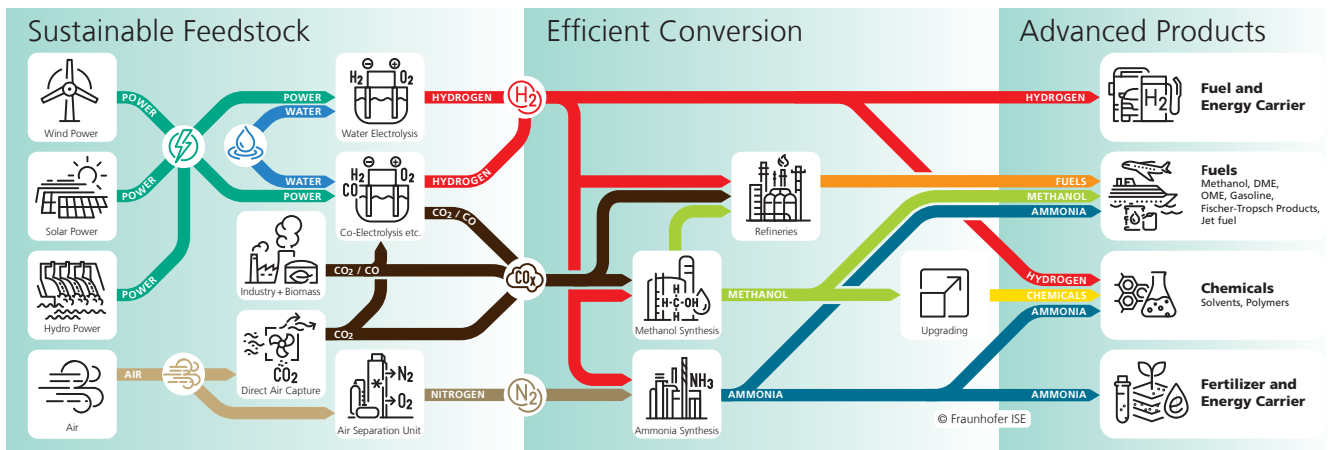 Sustainable Feedstock
Efficient Conversion
Advanced Products
Wind Power
POWER
Solar Power
POWER
Hydro Power
POWER
Air
AIR
POWER
WATER
WATER
POWER
H2 O2
Water Electrolysis
H2 O2
CO
Co-Electrolysis etc.
Industry + Biomass
CO2
Direct Air Capture
N2
O2
Air Separation Unit
HYDROGEN
HYDROGEN
CO2 / CO
CO2 / CO
CO2
NITROGEN
H2
COx
N2
Refineries
H
H-C-OH
H
Methanol Synthesis
NH3
Ammonia Synthesis
METHANOL
AMMONIA
Upgrading
© Fraunhofer ISE
HYDROGEN
FUELS
METHANOL
AMMONIA
HYDROGEN
CHEMICALS
AMMONIA
AMMONIA
H2
Fuel and
Energy Carrier
Fuels
Methanol, DME,
OME, Gasoline,
Fischer-Tropsch Products,
Jet fuel
Chemicals
Solvents, Polymers
Fertilizer and
Energy Carrier